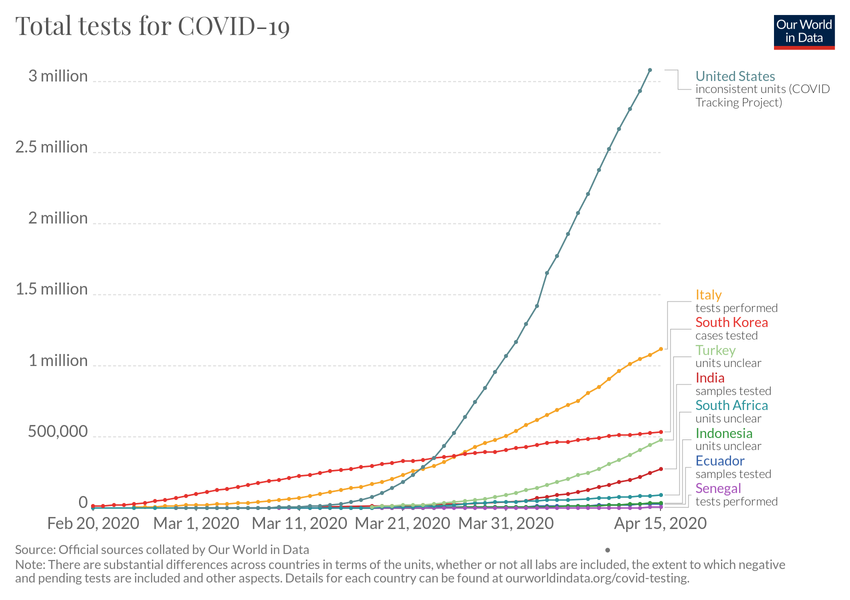 Total tests for COVID-19
Our World
in Data
3 million
2.5 million
2 million
1.5 million
1 million
500,000
0
Feb 20, 2020
Mar 1, 2020
Mar 11, 2020
Mar 21, 2020
Mar 31, 2020
Apr 15, 2020
United States
inconsistent units (COVID
Tracking Project)
Italy
tests performed
South Korea
cases tested
Turkey
units unclear
India
samples tested
South Africa
units unclear
Indonesia
units unclear
Ecuador
samples tested
Senegal
tests performed
Source: Official sources collated by Our World in Data
Note: There are substantial differences across countries in terms of the units, whether or not all labs are included, the extent to which negative
and pending tests are included and other aspects. Details for each country can be found at ourworldindata.org/covid-testing.